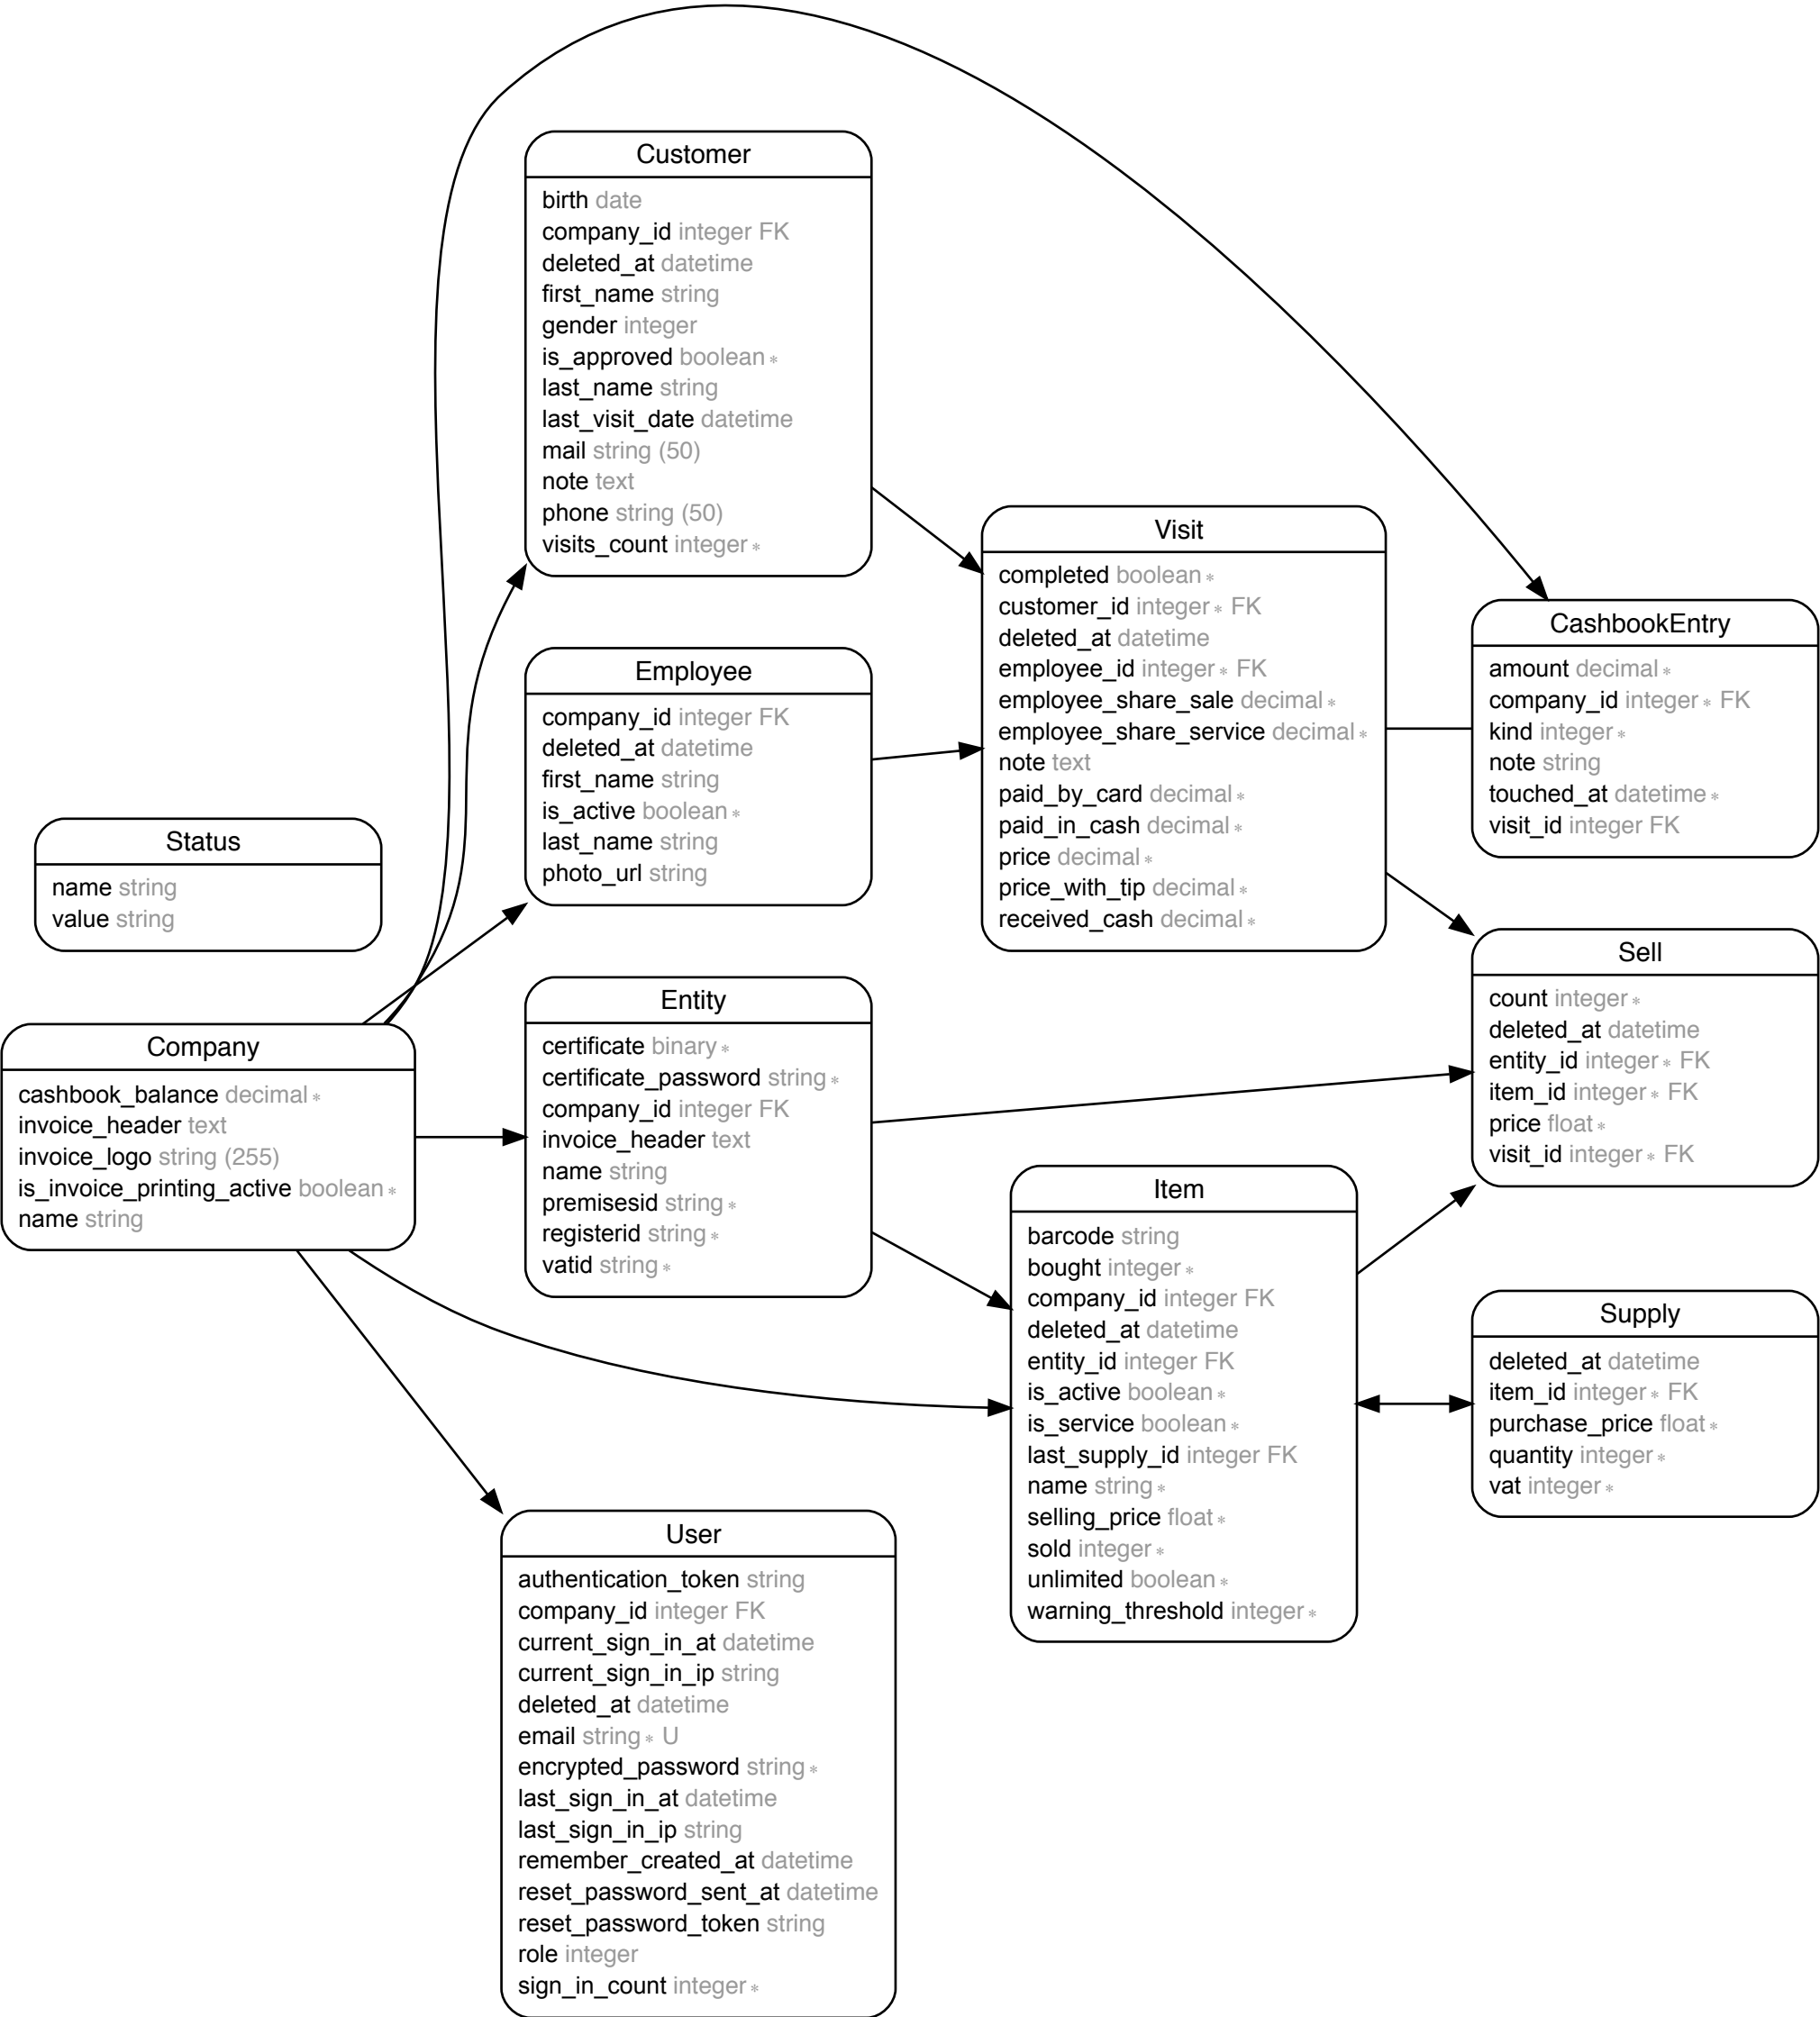 Customer
birth date
company_id integer FK
deleted_at datetime
first_name string
gender integer
is_approved boolean ∗
last_name string
last_visit_date datetime
mail string (50)
note text
phone string (50)
visits_count integer ∗
Visit
completed boolean ∗
customer_id integer ∗ FK
deleted_at datetime
employee_id integer ∗ FK
employee_share_sale decimal ∗
employee_share_service decimal ∗
note text
paid_by_card decimal ∗
paid_in_cash decimal ∗
price decimal ∗
price_with_tip decimal ∗
received_cash decimal ∗
CashbookEntry
amount decimal ∗
company_id integer ∗ FK
kind integer ∗
note string
touched_at datetime ∗
visit_id integer FK
Employee
company_id integer FK
deleted_at datetime
first_name string
is_active boolean ∗
last_name string
photo_url string
Status
name string
value string
Sell
count integer ∗
deleted_at datetime
entity_id integer ∗ FK
item_id integer ∗ FK
price float ∗
visit_id integer ∗ FK
Entity
certificate binary ∗
certificate_password string ∗
company_id integer FK
invoice_header text
name string
premisesid string ∗
registerid string ∗
vatid string ∗
Company
cashbook_balance decimal ∗
invoice_header text
invoice_logo string (255)
is_invoice_printing_active boolean ∗
name string
Item
barcode string
bought integer ∗
company_id integer FK
deleted_at datetime
entity_id integer FK
is_active boolean ∗
is_service boolean ∗
last_supply_id integer FK
name string ∗
selling_price float ∗
sold integer ∗
unlimited boolean ∗
warning_threshold integer ∗
Supply
deleted_at datetime
item_id integer ∗ FK
purchase_price float ∗
quantity integer ∗
vat integer ∗
User
authentication_token string
company_id integer FK
current_sign_in_at datetime
current_sign_in_ip string
deleted_at datetime
email string ∗ U
encrypted_password string ∗
last_sign_in_at datetime
last_sign_in_ip string
remember_created_at datetime
reset_password_sent_at datetime
reset_password_token string
role integer
sign_in_count integer ∗